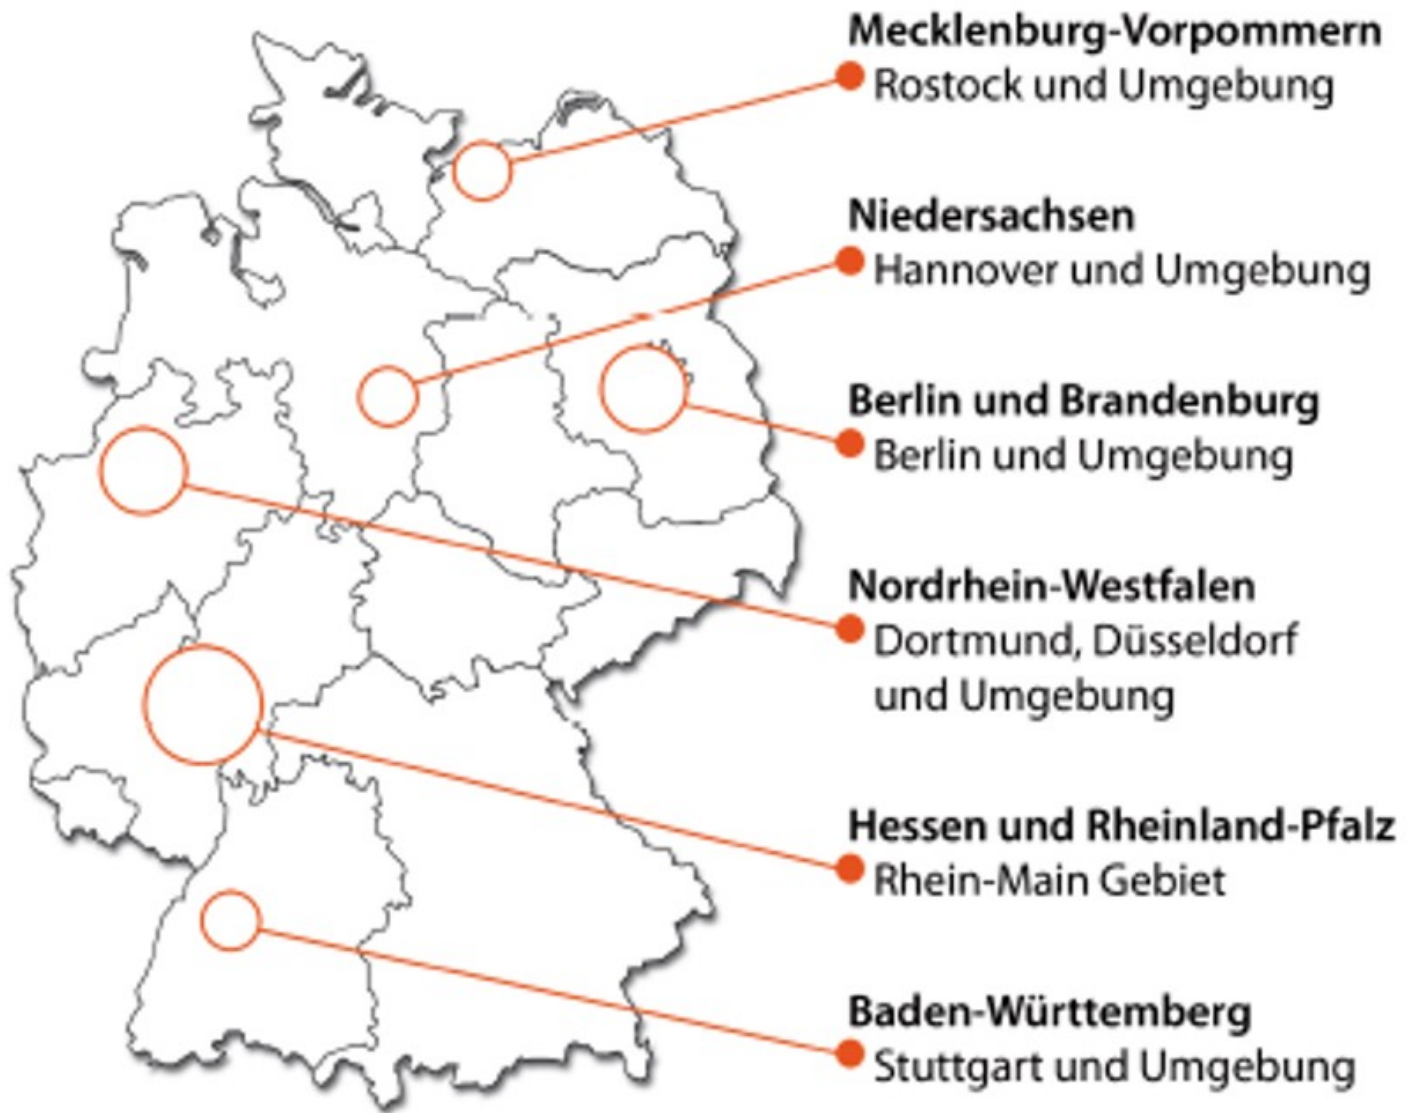 Mecklenburg-Vorpommern
Rostock und Umgebung
Niedersachsen
Hannover und Umgebung
Berlin und Brandenburg
Berlin und Umgebung
Nordrhein-Westfalen
Dortmund, Düsseldorf
und Umgebung
Hessen und Rheinland-Pfalz
Rhein-Main Gebiet
Baden-Württemberg
Stuttgart und Umgebung